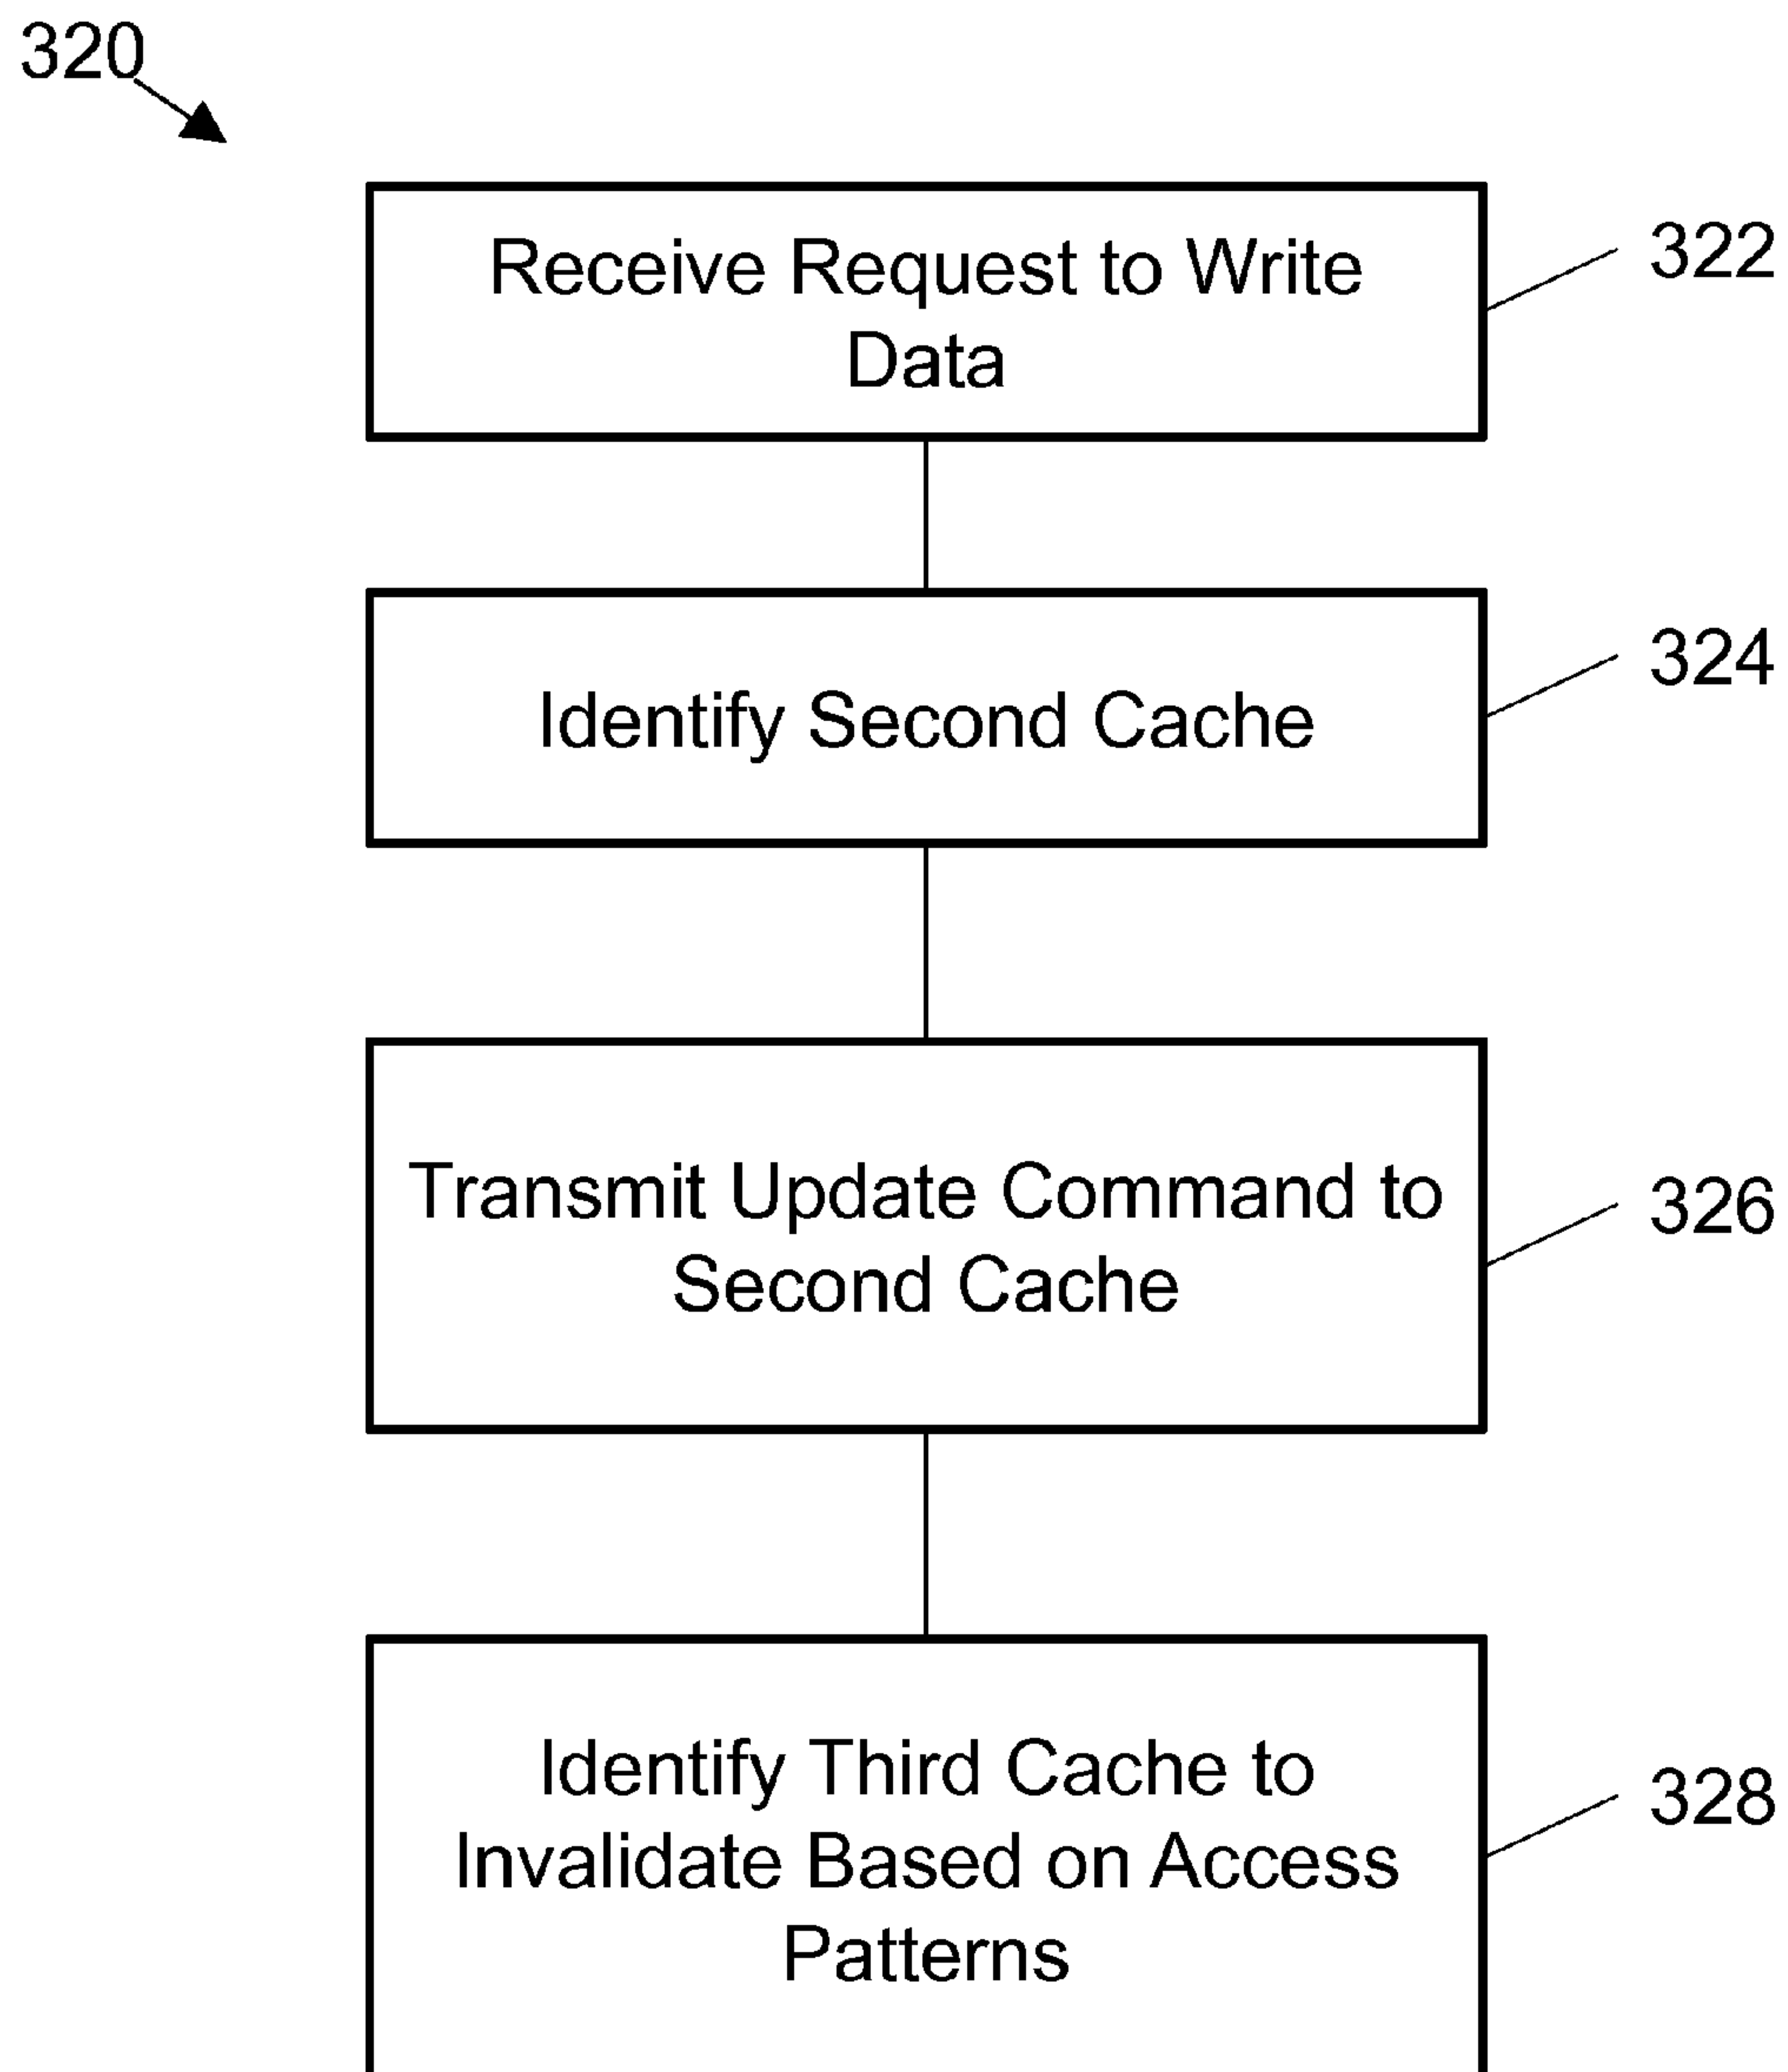 320
Receive Request to Write
Data
322
Identify Second Cache
324
Transmit Update Command to
Second Cache
326
Identify Third Cache to
Invalidate Based on Access
Patterns
328